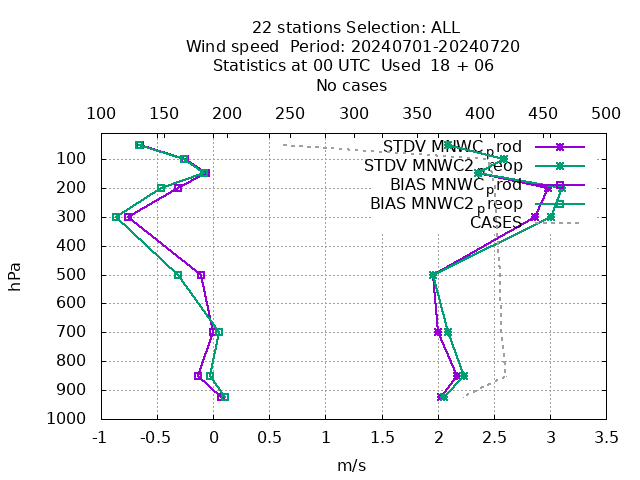 22 stations Selection: ALL
Wind speed  Period: 20240701-20240720
Statistics at 00 UTC  Used  18 + 06
No cases
100 150 200 250 300 350 400 450 500
STDV MNWC_prod
STDV MNWC2_preop
BIAS MNWC_prod
BIAS MNWC2_preop
CASES
hPa
100
200
300
400
500
600
700
800
900
1000
-1 -0.5 0 0.5 1 1.5 2 2.5 3 3.5
m/s